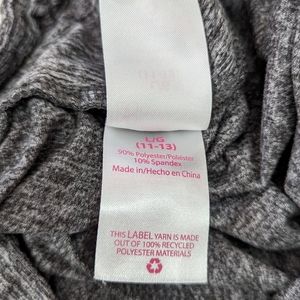 L/G
(11-13)
90% Polyester/Poliéster
10% Spandex
Made in/Hecho en China
THIS LABEL YARN IS MADE
OUT OF 100% RECYCLED
POLYESTER MATERIALS